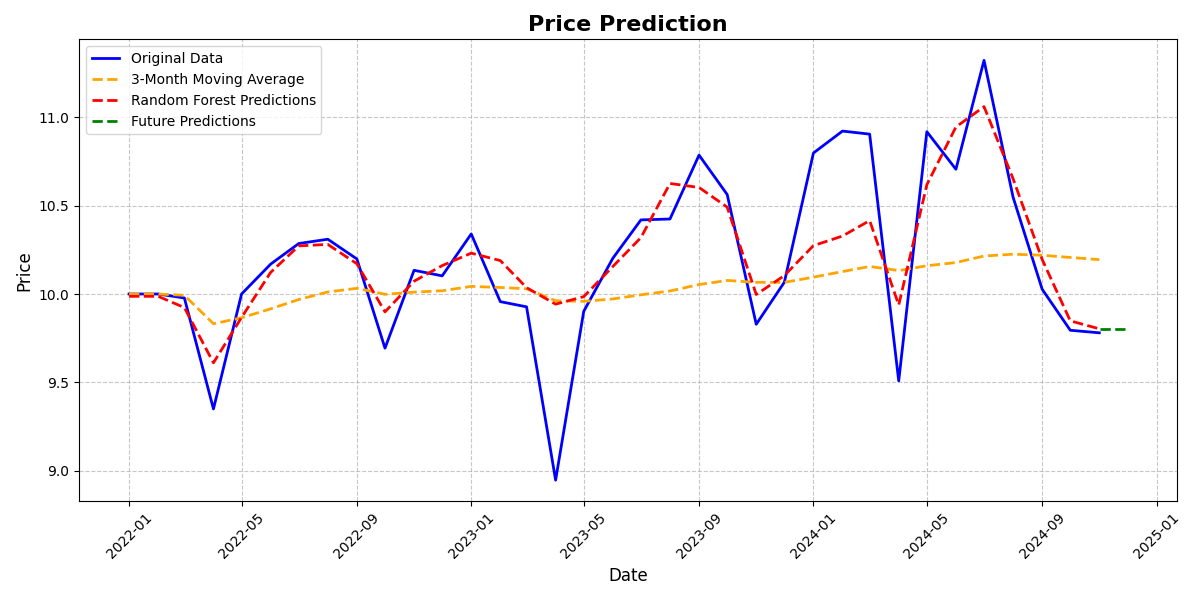 Price Prediction
Original Data
3-Month Moving Average
Random Forest Predictions
Future Predictions
Price
11.0
10.5
10.0
9.5
9.0
2022-01
2022-05
2022-09
2023-01
2023-05
2023-09
2024-01
2024-05
2024-09
2025-01
Date